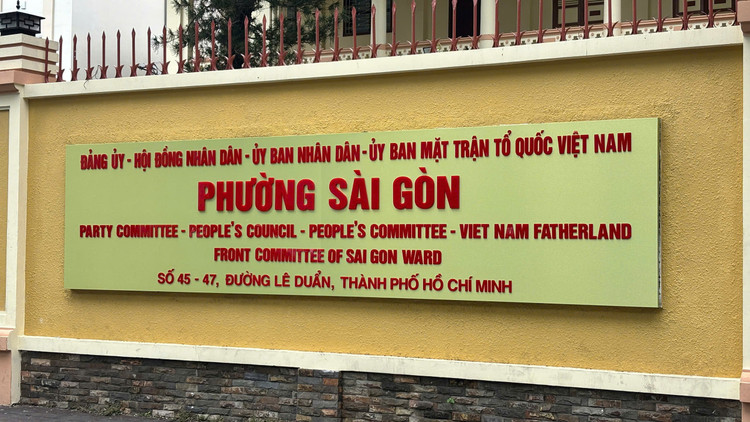 ĐẢNG ỦY - HỘI ĐỒNG NHÂN DÂN - ỦY BAN NHÂN DÂN - ỦY BAN MẶT TRẬN TỔ QUỐC VIỆT NAM
PHƯỜNG SÀI GÒN
PARTY COMMITTEE - PEOPLE'S COUNCIL - PEOPLE'S COMMITTEE - VIET NAM FATHERLAND
FRONT COMMITTEE OF SAI GON WARD
SỐ 45 - 47, ĐƯỜNG LÊ DUẨN, THÀNH PHỐ HỒ CHÍ MINH